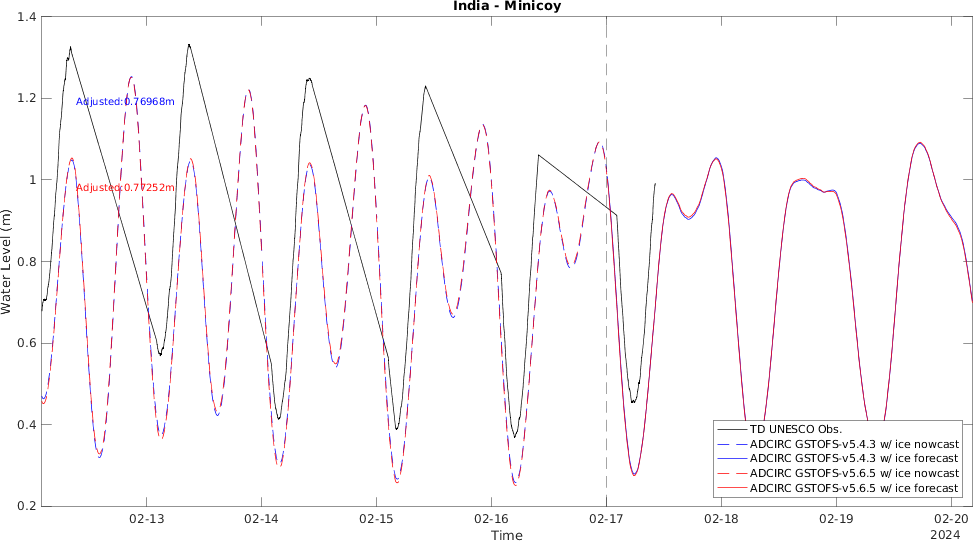 India - Minicoy
1.4
1.2
1
0.8
0.6
0.4
0.2
Water Level (m)
Adjusted:0.76968m
Adjusted:0.77252m
TD UNESCO Obs.
ADCIRC GSTOFS-v5.4.3 w/ ice nowcast
ADCIRC GSTOFS-v5.4.3 w/ ice forecast
ADCIRC GSTOFS-v5.6.5 w/ ice nowcast
ADCIRC GSTOFS-v5.6.5 w/ ice forecast
02-13 02-14 02-15 02-16 02-17 02-18 02-19 02-20
Time
2024